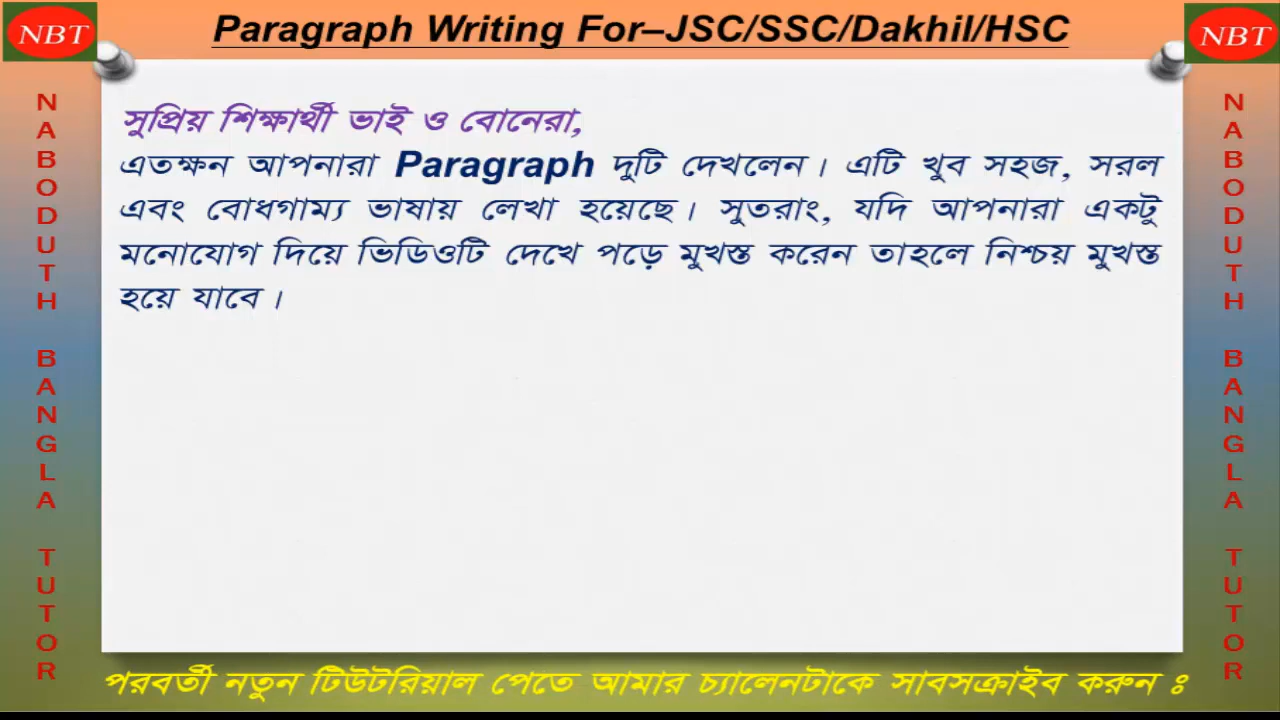 NBT
Paragraph Writing For–JSC/SSC/Dakhil/HSC
NBT
NABODUTH BANGLA TUTOR
সুপ্রিয় শিক্ষার্থী ভাই ও বোনেরা,
এতক্ষন আপনারা Paragraph দুটি দেখলেন। এটি খুব সহজ, সরল
এবং বোধগাম্য ভাষায় লেখা হয়েছে। সুতরাং, যদি আপনারা একটু
মনোযোগ দিয়ে ভিডিওটি দেখে পড়ে মুখস্ত করেন তাহলে নিশ্চয় মুখস্ত
হয়ে যাবে।
NABODUTH BANGLA TUTOR
পরবর্তী নতুন টিউটরিয়াল পেতে আমার চ্যালেনটাকে সাবসক্রাইব করুন ঃ